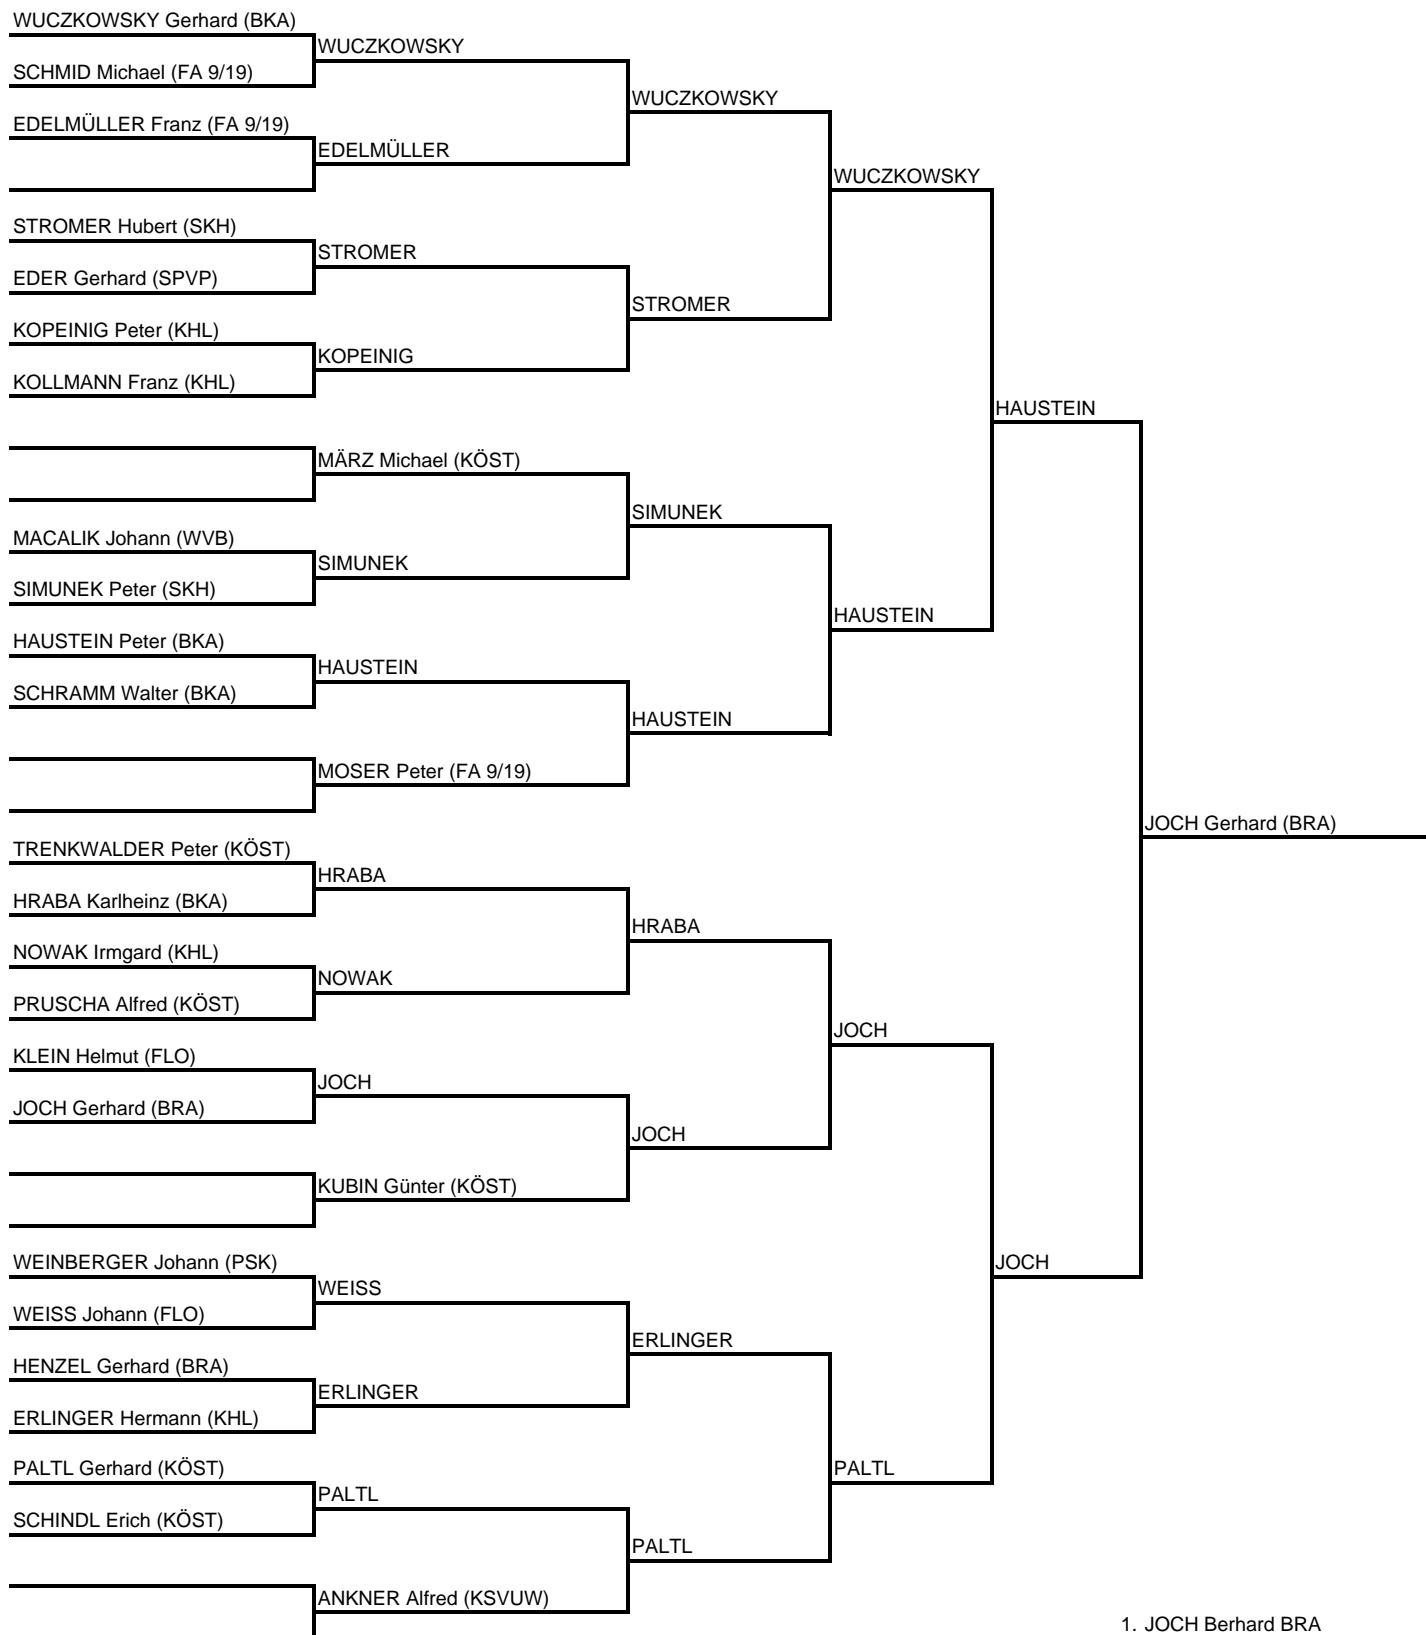 WUCZKOWSKY Gerhard (BKA)
WUCZKOWSKY
SCHMID Michael (FA 9/19)
WUCZKOWSKY
EDELMÜLLER Franz (FA 9/19)
EDELMÜLLER
WUCZKOWSKY
STROMER Hubert (SKH)
STROMER
EDER Gerhard (SPVP)
STROMER
KOPEINIG Peter (KHL)
KOPEINIG
KOLLMANN Franz (KHL)
HAUSTEIN
MÄRZ Michael (KÖST)
SIMUNEK
MACALIK Johann (WVB)
SIMUNEK
SIMUNEK Peter (SKH)
HAUSTEIN
HAUSTEIN Peter (BKA)
HAUSTEIN
SCHRAMM Walter (BKA)
HAUSTEIN
MOSER Peter (FA 9/19)
JOCH Gerhard (BRA)
TRENKWALDER Peter (KÖST)
HRABA
HRABA Karlheinz (BKA)
HRABA
NOWAK Irmgard (KHL)
NOWAK
PRUSCHA Alfred (KÖST)
JOCH
KLEIN Helmut (FLO)
JOCH
JOCH Gerhard (BRA)
JOCH
KUBIN Günter (KÖST)
WEINBERGER Johann (PSK)
JOCH
WEISS
WEISS Johann (FLO)
ERLINGER
HENZEL Gerhard (BRA)
ERLINGER
ERLINGER Hermann (KHL)
PALTL Gerhard (KÖST)
PALTL
PALTL
SCHINDL Erich (KÖST)
PALTL
ANKNER Alfred (KSVUW)
1. JOCH Berhard BRA